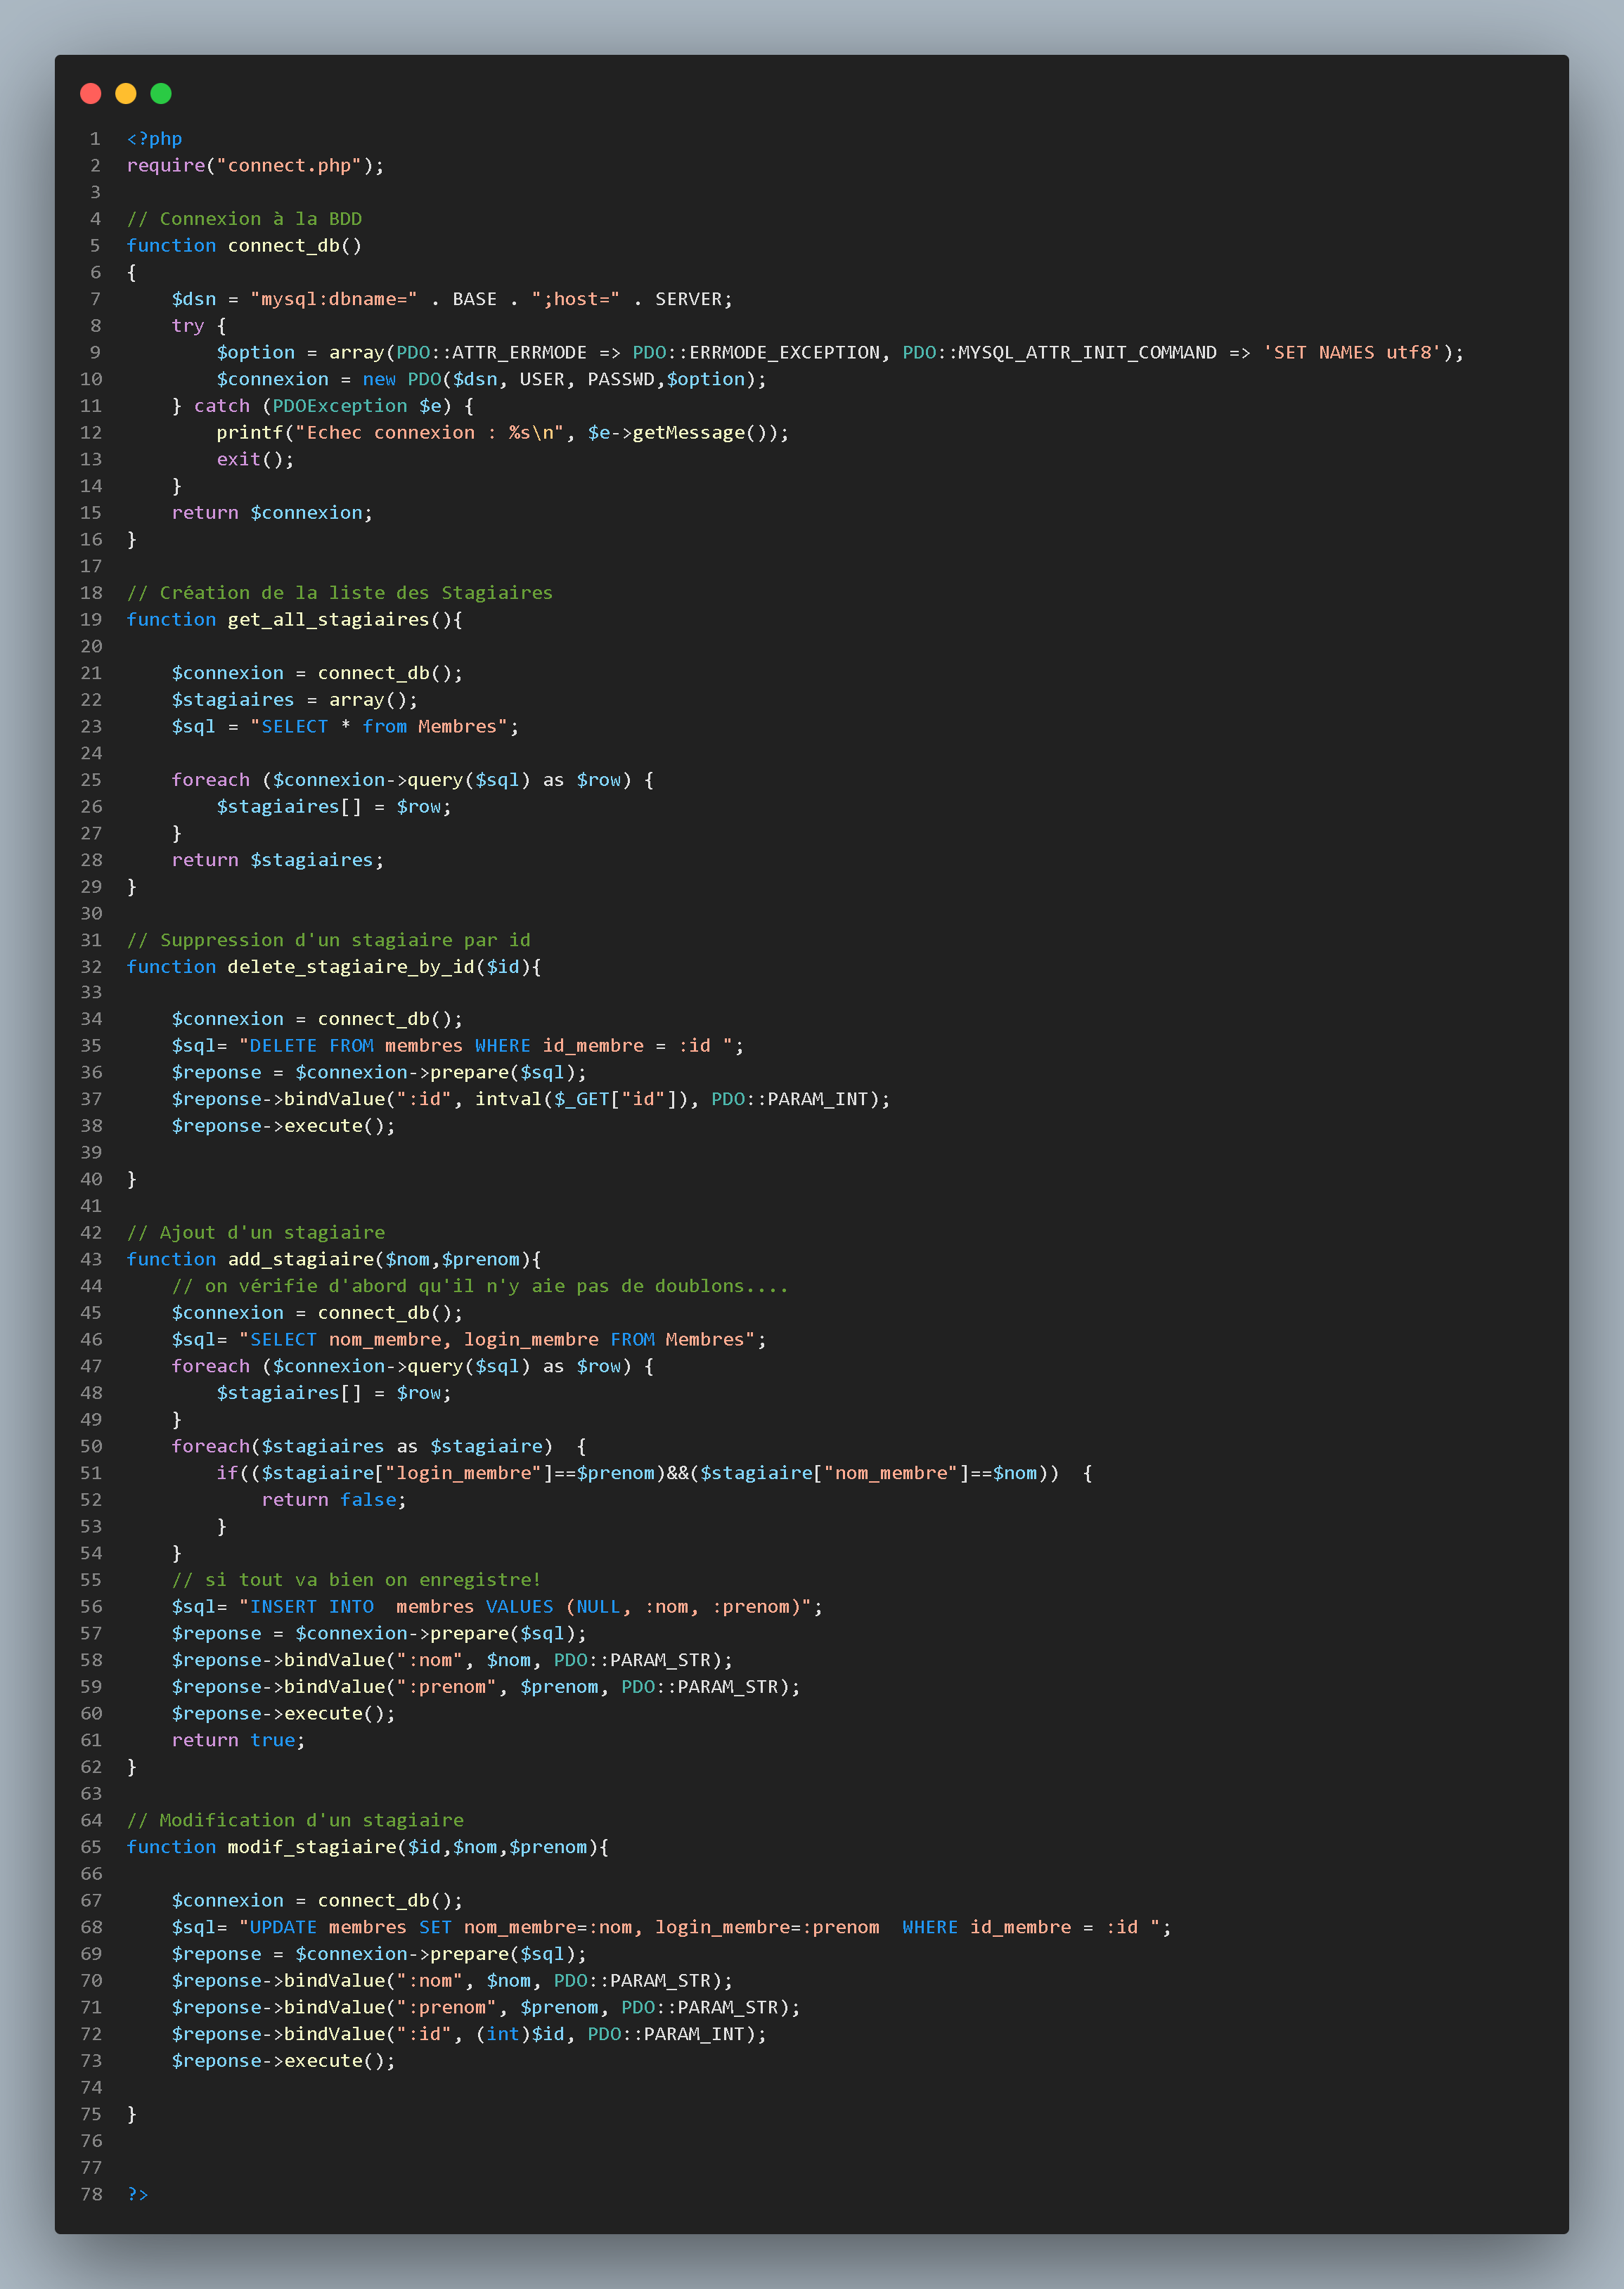 1 <?php
2 require("connect.php");
3
4 // Connexion à la BDD
5 function connect_db()
6 {
7     $dsn = "mysql:dbname=" . BASE . ";host=" . SERVER;
8     try {
9         $option = array(PDO::ATTR_ERRMODE => PDO::ERRMODE_EXCEPTION, PDO::MYSQL_ATTR_INIT_COMMAND => 'SET NAMES utf8');
10         $connexion = new PDO($dsn, USER, PASSWD,$option);
11     } catch (PDOException $e) {
12         printf("Echec connexion : %s\n", $e->getMessage());
13         exit();
14     }
15     return $connexion;
16 }
17
18 // Création de la liste des Stagiaires
19 function get_all_stagiaires(){
20
21     $connexion = connect_db();
22     $stagiaires = array();
23     $sql = "SELECT * from Membres";
24
25     foreach ($connexion->query($sql) as $row) {
26         $stagiaires[] = $row;
27     }
28     return $stagiaires;
29 }
30
31 // Suppression d'un stagiaire par id
32 function delete_stagiaire_by_id($id){
33
34     $connexion = connect_db();
35     $sql= "DELETE FROM membres WHERE id_membre = :id ";
36     $reponse = $connexion->prepare($sql);
37     $reponse->bindValue(":id", intval($_GET["id"]), PDO::PARAM_INT);
38     $reponse->execute();
39
40 }
41
42 // Ajout d'un stagiaire
43 function add_stagiaire($nom,$prenom){
44     // on vérifie d'abord qu'il n'y aie pas de doublons....
45     $connexion = connect_db();
46     $sql= "SELECT nom_membre, login_membre FROM Membres";
47     foreach ($connexion->query($sql) as $row) {
48         $stagiaires[] = $row;
49     }
50     foreach($stagiaires as $stagiaire)  {
51         if(($stagiaire["login_membre"]==$prenom)&&($stagiaire["nom_membre"]==$nom))  {
52             return false;
53         }
54     }
55     // si tout va bien on enregistre!
56     $sql= "INSERT INTO  membres VALUES (NULL, :nom, :prenom)";
57     $reponse = $connexion->prepare($sql);
58     $reponse->bindValue(":nom", $nom, PDO::PARAM_STR);
59     $reponse->bindValue(":prenom", $prenom, PDO::PARAM_STR);
60     $reponse->execute();
61     return true;
62 }
63
64 // Modification d'un stagiaire
65 function modif_stagiaire($id,$nom,$prenom){
66
67     $connexion = connect_db();
68     $sql= "UPDATE membres SET nom_membre=:nom, login_membre=:prenom  WHERE id_membre = :id ";
69     $reponse = $connexion->prepare($sql);
70     $reponse->bindValue(":nom", $nom, PDO::PARAM_STR);
71     $reponse->bindValue(":prenom", $prenom, PDO::PARAM_STR);
72     $reponse->bindValue(":id", (int)$id, PDO::PARAM_INT);
73     $reponse->execute();
74
75 }
76
77
78 ?>